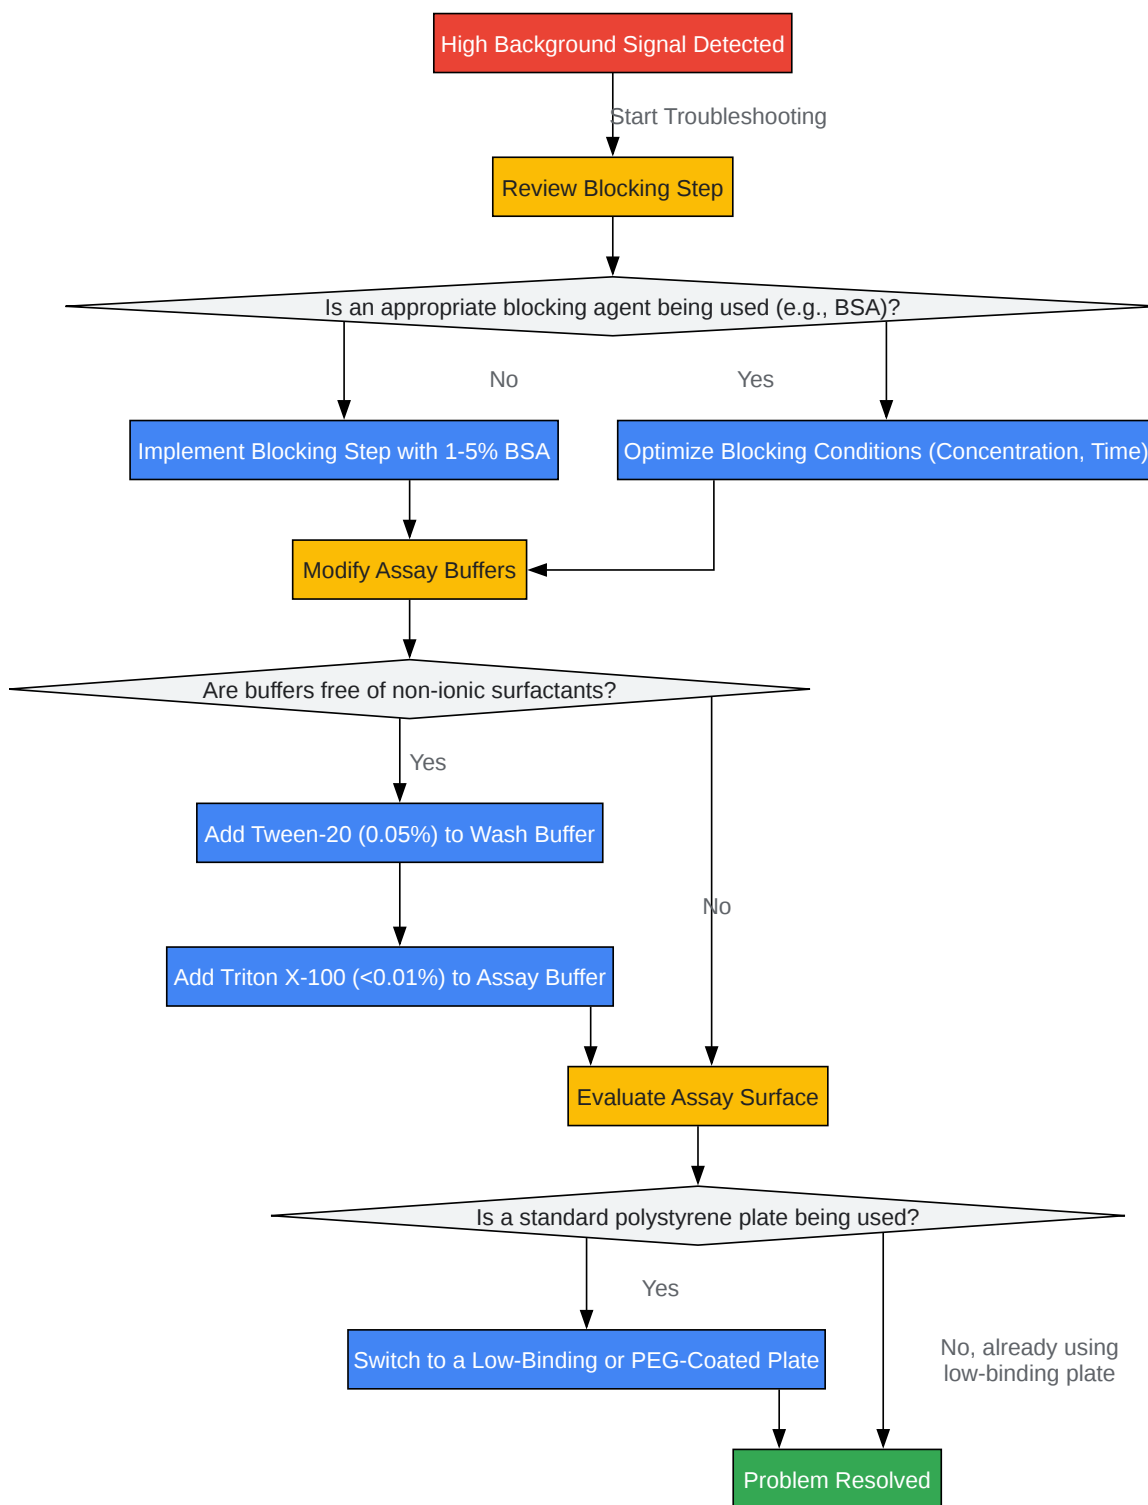 High Background Signal Detected
Start Troubleshooting
Review Blocking Step
Is an appropriate blocking agent being used (e.g., BSA)?
No
Yes
Implement Blocking Step with 1-5% BSA
Optimize Blocking Conditions (Concentration, Time)
Modify Assay Buffers
Are buffers free of non-ionic surfactants?
Yes
Add Tween-20 (0.05%) to Wash Buffer
No
Add Triton X-100 (<0.01%) to Assay Buffer
Evaluate Assay Surface
Is a standard polystyrene plate being used?
Yes
No, already using
low-binding plate
Switch to a Low-Binding or PEG-Coated Plate
Problem Resolved